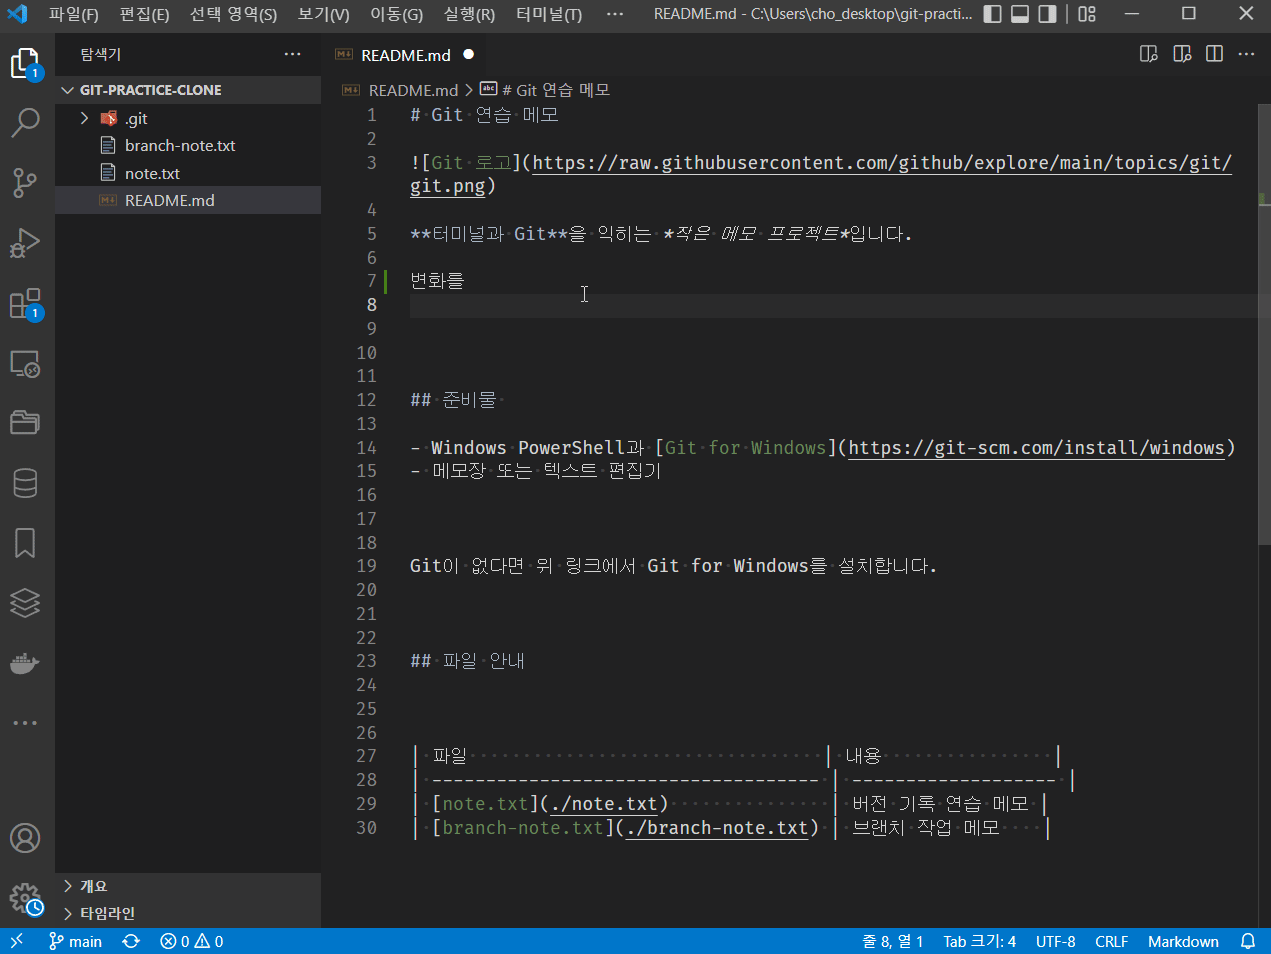 파일(F) 편집(E) 선택 영역(S) 보기(V) 이동(G) 실행(R) 터미널(T) ··· README.md - C:\Users\cho_desktop\git-practi...
탐색기 ···
README.md ●
GIT-PRACTICE-CLONE
.git
branch-note.txt
note.txt
README.md
README.md > # Git 연습 메모
1 # Git 연습 메모
2
3 ![Git 로고](https://raw.githubusercontent.com/github/explore/main/topics/git/
git.png)
4
5 **터미널과 Git**을 익히는 *작은 메모 프로젝트*입니다.
6
7 변화를
8
9
10
11
12 ## 준비물
13
14 - Windows PowerShell과 [Git for Windows](https://git-scm.com/install/windows)
15 - 메모장 또는 텍스트 편집기
16
17
18
19 Git이 없다면 위 링크에서 Git for Windows를 설치합니다.
20
21
22
23 ## 파일 안내
24
25
26
27 | 파일 | 내용 |
28 | ------------------------------------ | ------------------- |
29 | [note.txt](./note.txt) | 버전 기록 연습 메모 |
30 | [branch-note.txt](./branch-note.txt) | 브랜치 작업 메모 |
1
1
개요
타임라인
main 0 0 줄 8, 열 1 Tab 크기: 4 UTF-8 CRLF Markdown